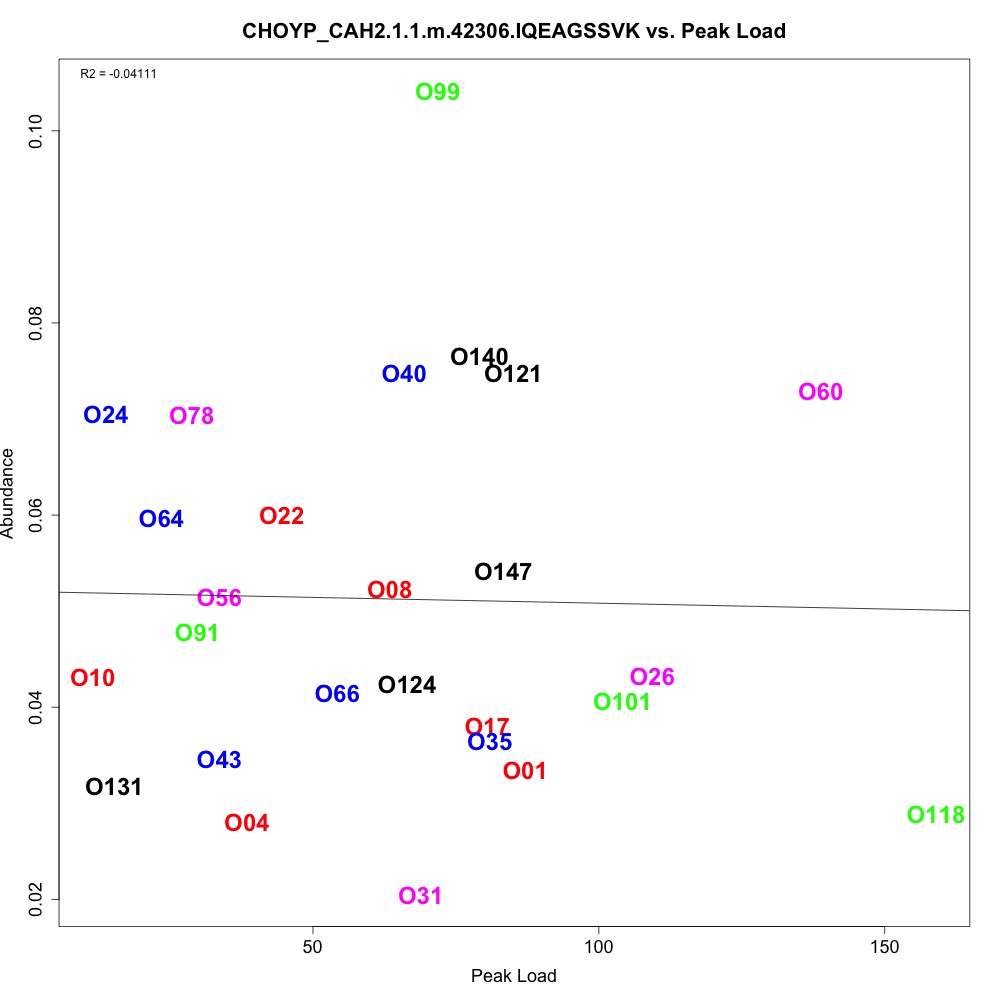 CHOYP_CAH2.1.1.m.42306.IQEAGSSVK vs. Peak Load
R2 = -0.04111
O99
0.10
0.08
O140
O40
O121
O60
O24
O78
O64
O22
0.06
O147
O08
O56
O91
O10
O26
O124
O66
O101
0.04
O17
O35
O43
O01
O131
O118
O04
O31
0.02
Abundance
50
100
150
Peak Load